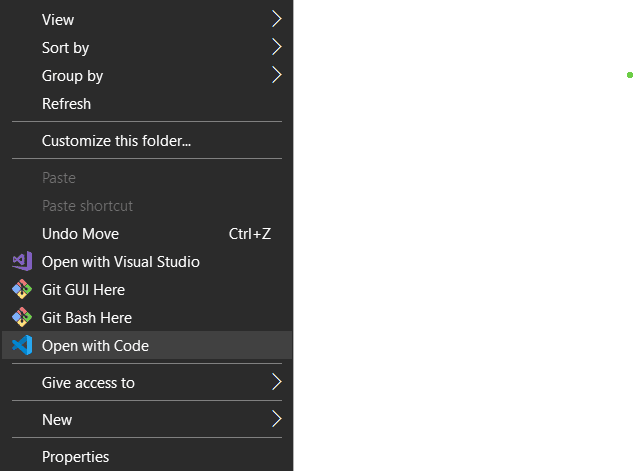 View
Sort by
Group by
Refresh
Customize this folder...
Paste
Paste shortcut
Undo Move Ctrl+Z
Open with Visual Studio
Git GUI Here
Git Bash Here
Open with Code
Give access to
New
Properties